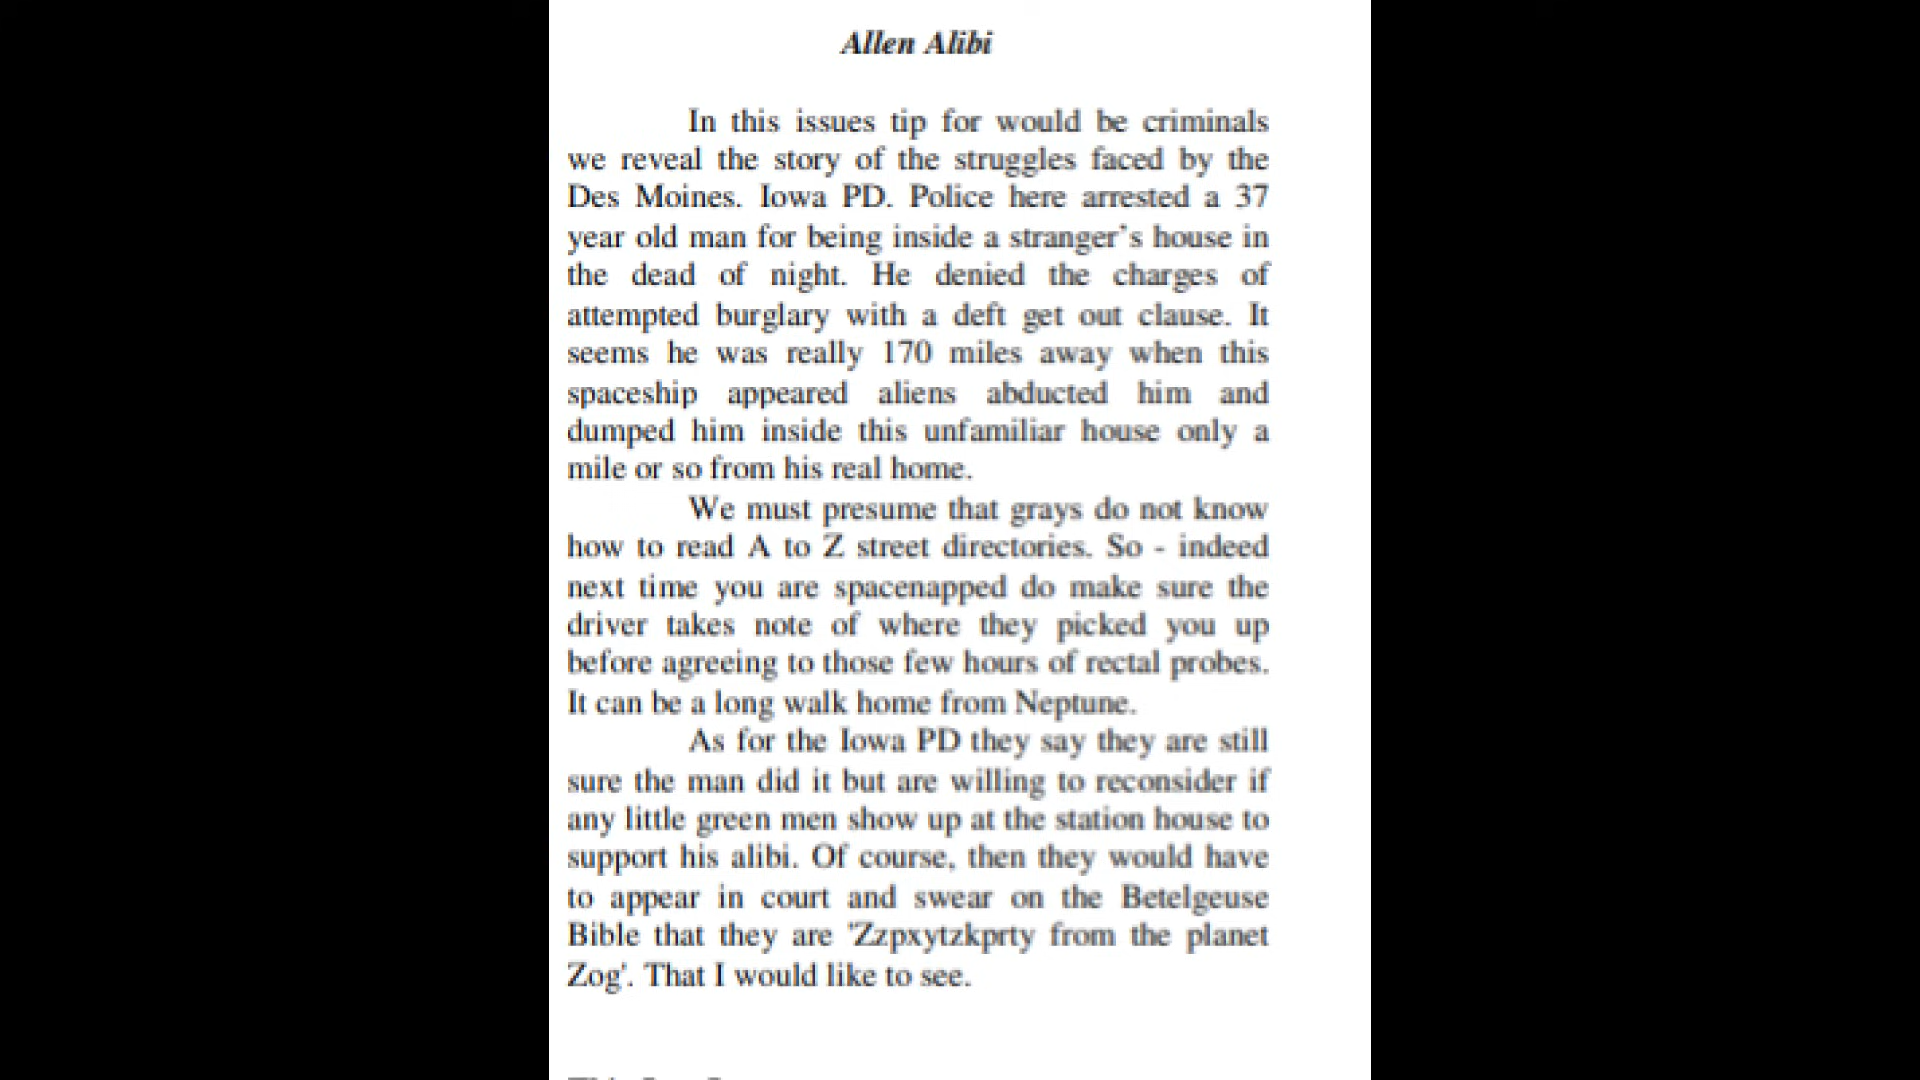 Allen Alibi
In this issues tip for would be criminals
we reveal the story of the struggles faced by the
Des Moines. Iowa PD. Police here arrested a 37
year old man for being inside a stranger's house in
the dead of night. He denied the charges of
attempted burglary with a deft get out clause. It
seems he was really 170 miles away when this
spaceship appeared aliens abducted him and
dumped him inside this unfamiliar house only a
mile or so from his real home.
We must presume that grays do not know
how to read A to Z street directories. So - indeed
next time you are spacenapped do make sure the
driver takes note of where they picked you up
before agreeing to those few hours of rectal probes.
It can be a long walk home from Neptune.
As for the Iowa PD they say they are still
sure the man did it but are willing to reconsider if
any little green men show up at the station house to
support his alibi. Of course, then they would have
to appear in court and swear on the Betelgeuse
Bible that they are 'Zzpxytzkprty from the planet
Zog'. That I would like to see.